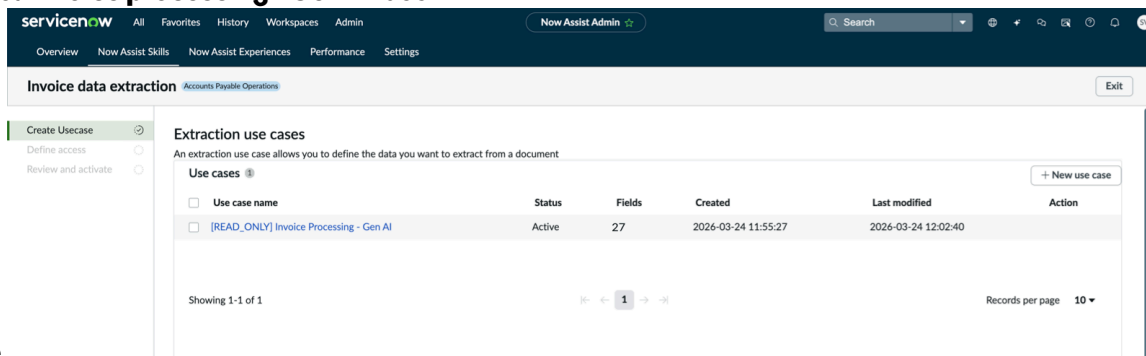 servicenow All Favorites History Workspaces Admin Now Assist Admin ☆ Search
Overview Now Assist Skills Now Assist Experiences Performance Settings
Invoice data extraction Accounts Payable Operations Exit
Create Usecase
Define access
Review and activate
Extraction use cases
An extraction use case allows you to define the data you want to extract from a document
Use cases 1 + New use case
Use case name Status Fields Created Last modified Action
[READ_ONLY] Invoice Processing - Gen AI Active 27 2026-03-24 11:55:27 2026-03-24 12:02:40
Showing 1-1 of 1 1 Records per page 10